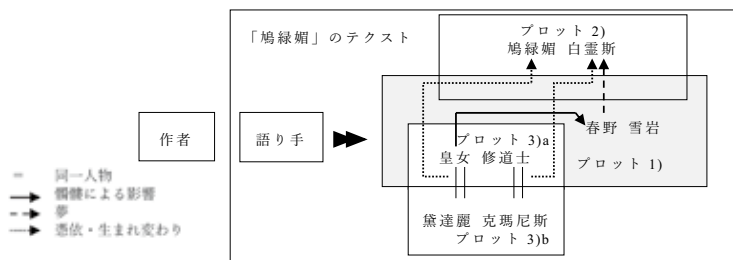 「鳩緑媚」のテクスト
プロット 2)
鳩緑媚 白霊斯
作者
語り手
春野 雪岩
プロット 3)a
皇女 修道士
プロット 1)
黛達麗 克瑪尼斯
プロット 3)b
= 同一人物
髑髏による影響
夢
憑依・生まれ変わり